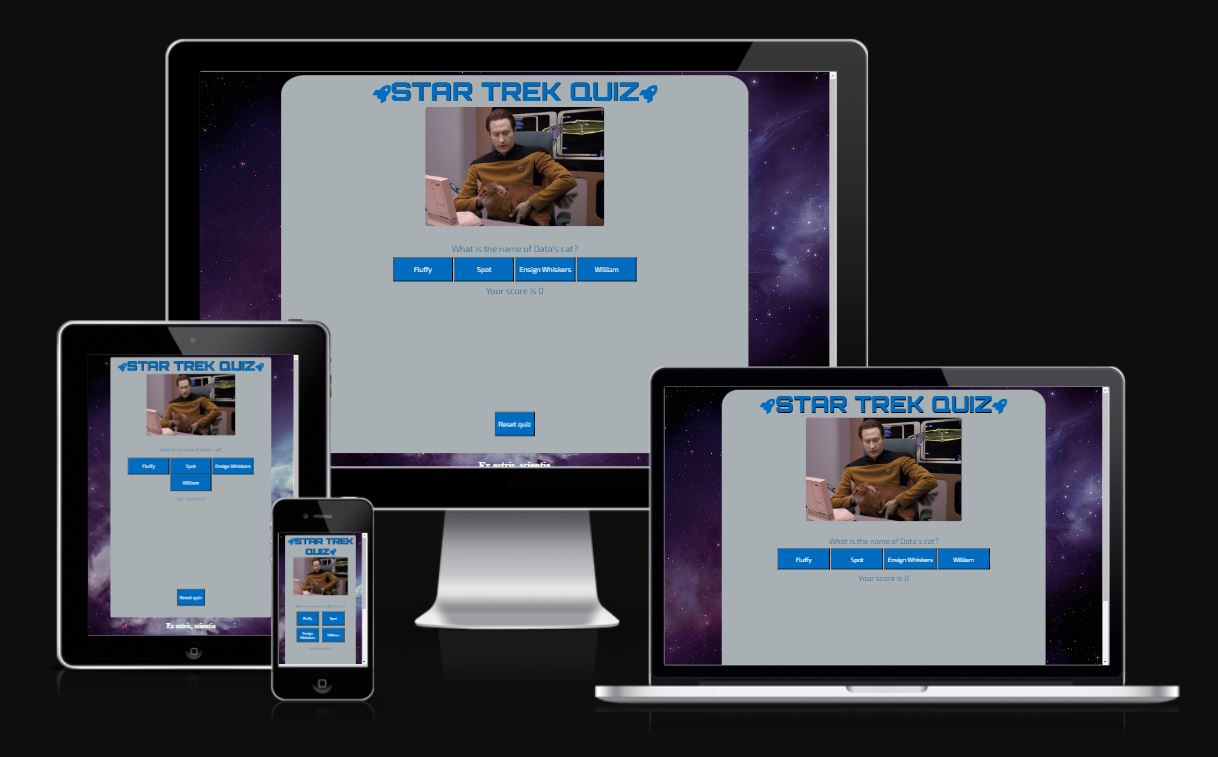 STAR TREK QUIZ
What is the name of Data's cat?
Fluffy Spot Ensign Whiskers William
Your score is 0
Reset quiz
Ex astris, scientia
STAR TREK QUIZ
What is the name of Data's cat?
Fluffy Spot Ensign Whiskers
William
Your score is 0
Reset quiz
Ex astris, scientia
STAR TREK
QUIZ
What is the name of Data's cat?
Fluffy Spot
Ensign
Whiskers William
Your score is 0
STAR TREK QUIZ
What is the name of Data's cat?
Fluffy Spot Ensign Whiskers William
Your score is 0